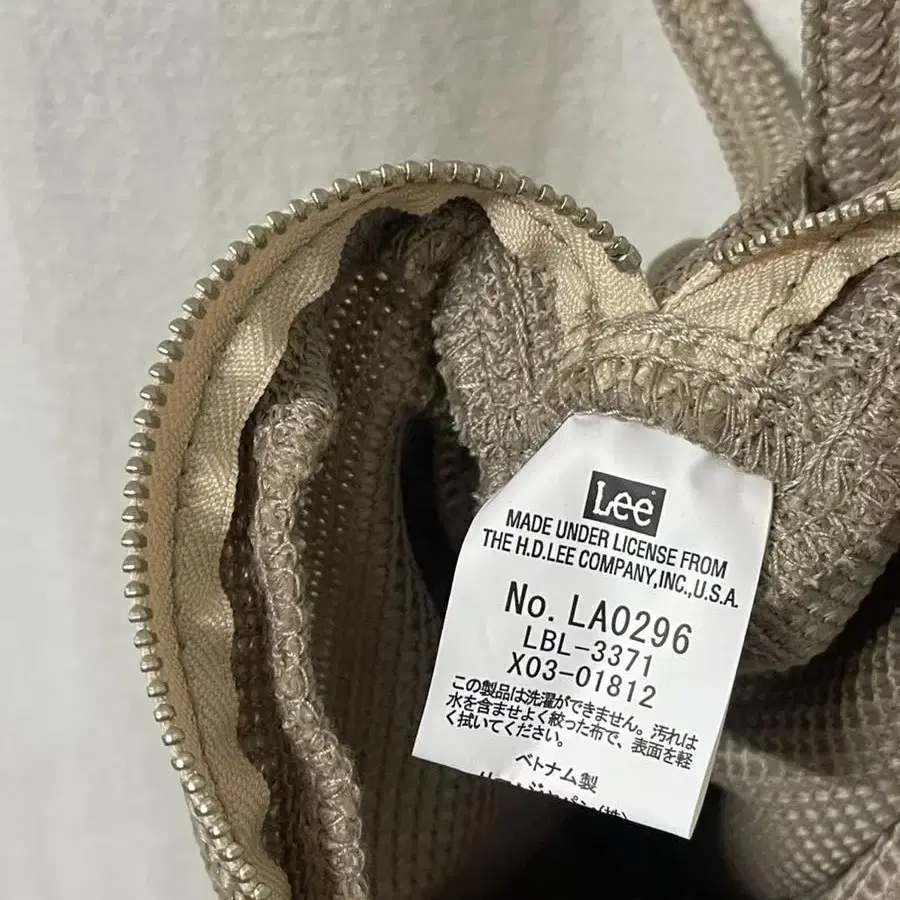 Lee
MADE UNDER LICENSE FROM
THE H.D.LEE COMPANY,INC.,U.S.A.
No. LA0296
LBL-3371
X03-01812
この製品は洗濯ができません。汚れは
水を含ませよく絞った布で、表面を軽
く拭いてください。
ベトナム製